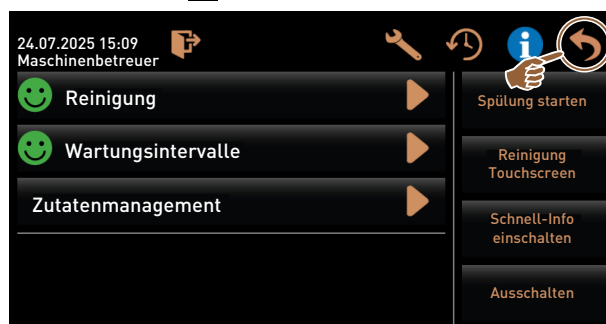 24.07.2025 15:09
Maschinenbetreuer
i
Reinigung
Wartungsintervalle
Zutatenmanagement
Spülung starten
Reinigung
Touchscreen
Schnell-Info
einschalten
Ausschalten